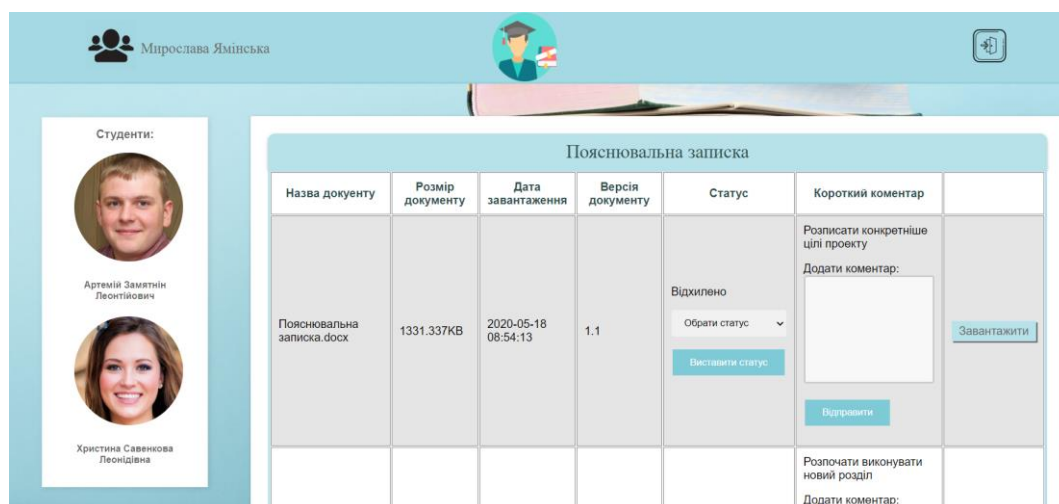 Мирослава Ямінська
Студенти:
Артемій Замятнін
Леонтійович
Христина Савенкова
Леонідівна
Пояснювальна записка
Назва докуенту
Розмір
документу
Дата
завантаження
Версія
документу
Статус
Короткий коментар
Пояснювальна
записка.docx
1331.337KB
2020-05-18
08:54:13
1.1
Відхилено
Обрати статус
Виставити статус
Розписати конкретніше
цілі проекту
Додати коментар:
Відправити
Завантажити
Розпочати виконувати
новий розділ
Додати коментар: